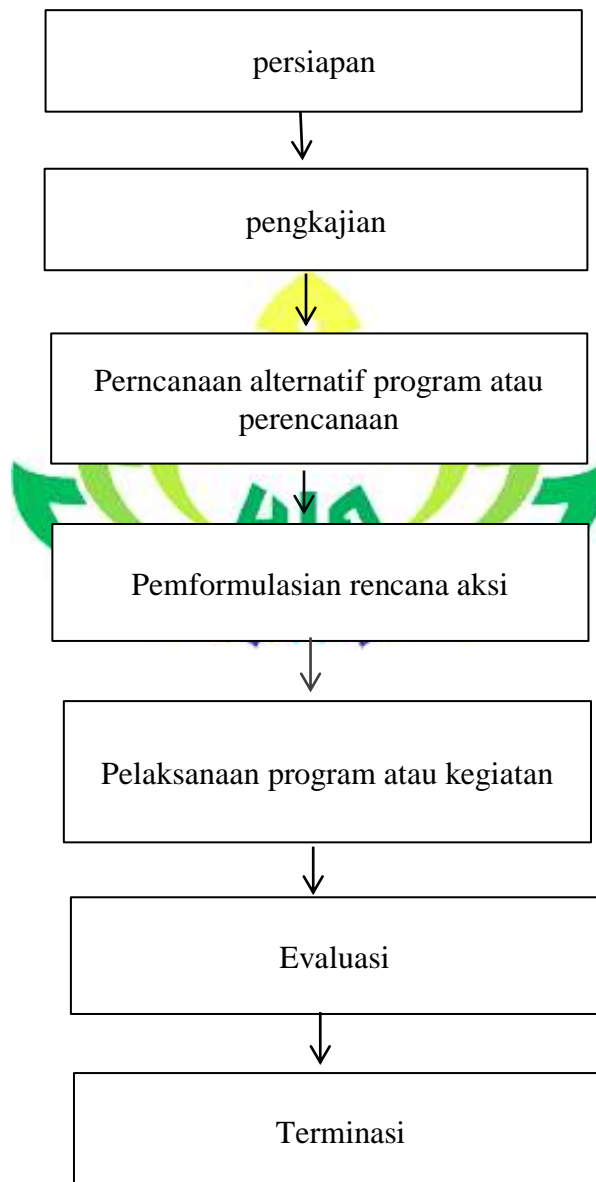 persiapan
pengkajian
Perncanaan alternatif program atau
perencanaan
Pemformulasian rencana aksi
Pelaksanaan program atau kegiatan
Evaluasi
Terminasi